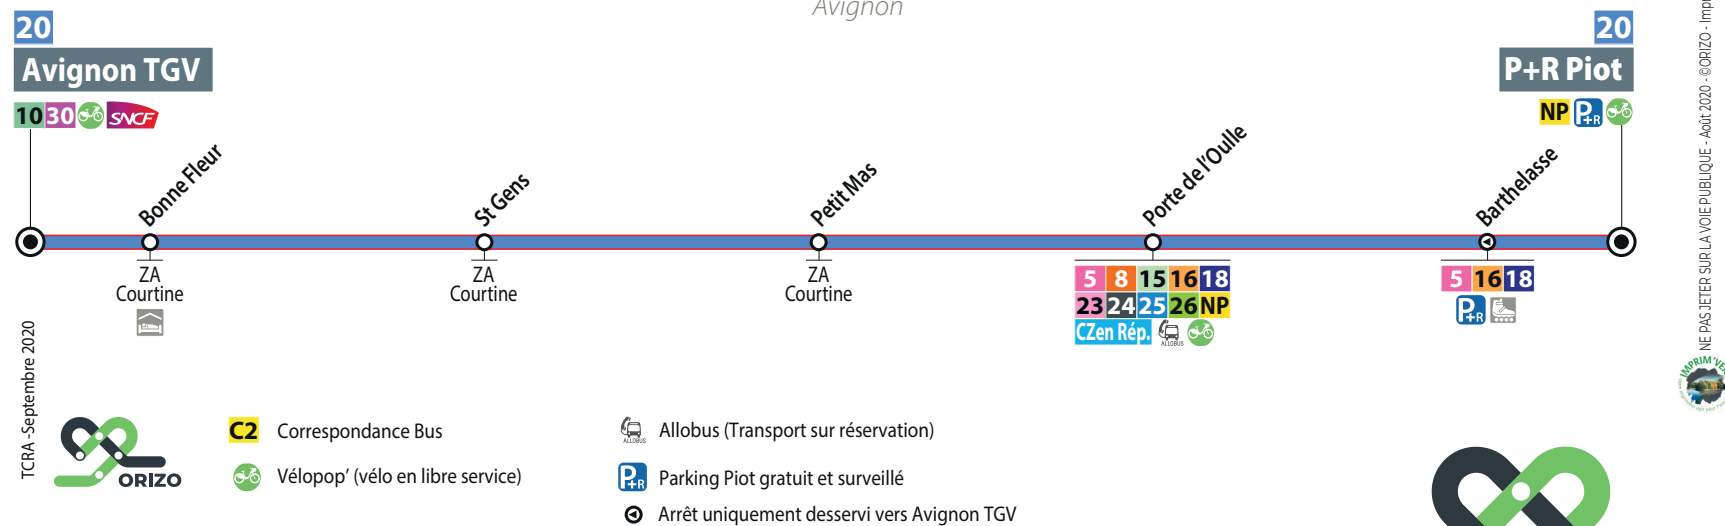 Avignon
20
Avignon TGV
10 30 SNCF
20
P+R Piot
NP P+R
Bonne Fleur
St Gens
Petit Mas
Porte de l'Oulle
Barthelasse
ZA
Courtine
ZA
Courtine
ZA
Courtine
5 8 15 16 18
23 24 25 26 NP
CZen Rép. ALLOBUS
5 16 18
P+R
TCRA -Septembre 2020
ORIZO
C2 Correspondance Bus
Vélopop' (vélo en libre service)
ALLOBUS Allobus (Transport sur réservation)
P+R Parking Piot gratuit et surveillé
Arrêt uniquement desservi vers Avignon TGV
NE PAS JETER SUR LA VOIE PUBLIQUE - Août 2020 - ©ORIZO - Impr